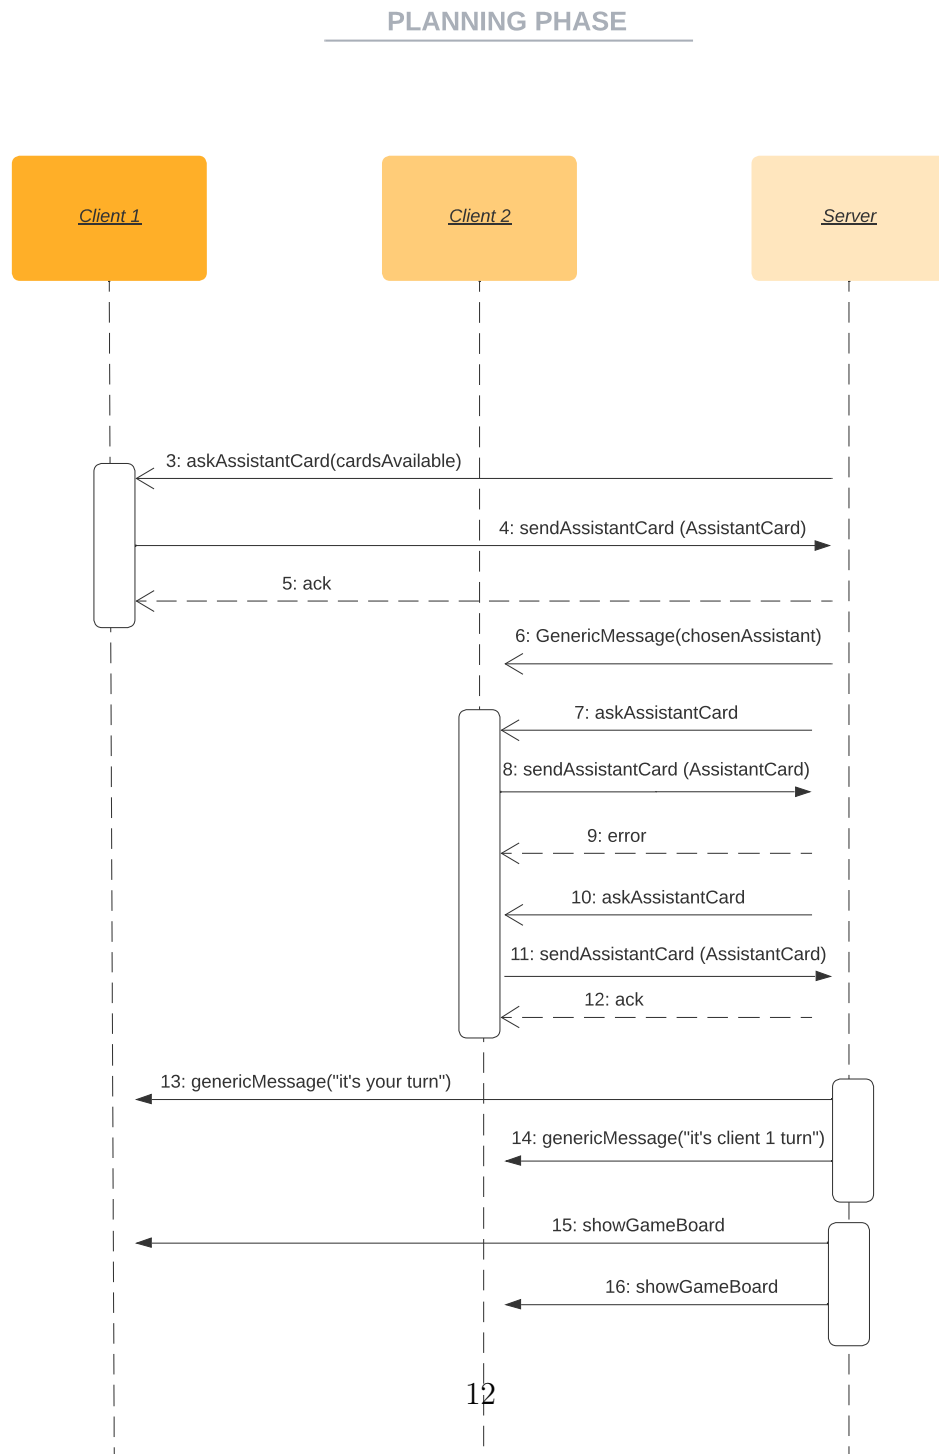 PLANNING PHASE
Client 1
Client 2
Server
3: askAssistantCard(cardsAvailable)
4: sendAssistantCard (AssistantCard)
5: ack
6: GenericMessage(chosenAssistant)
7: askAssistantCard
8: sendAssistantCard (AssistantCard)
9: error
10: askAssistantCard
11: sendAssistantCard (AssistantCard)
12: ack
13: genericMessage("it's your turn")
14: genericMessage("it's client 1 turn")
15: showGameBoard
16: showGameBoard
12